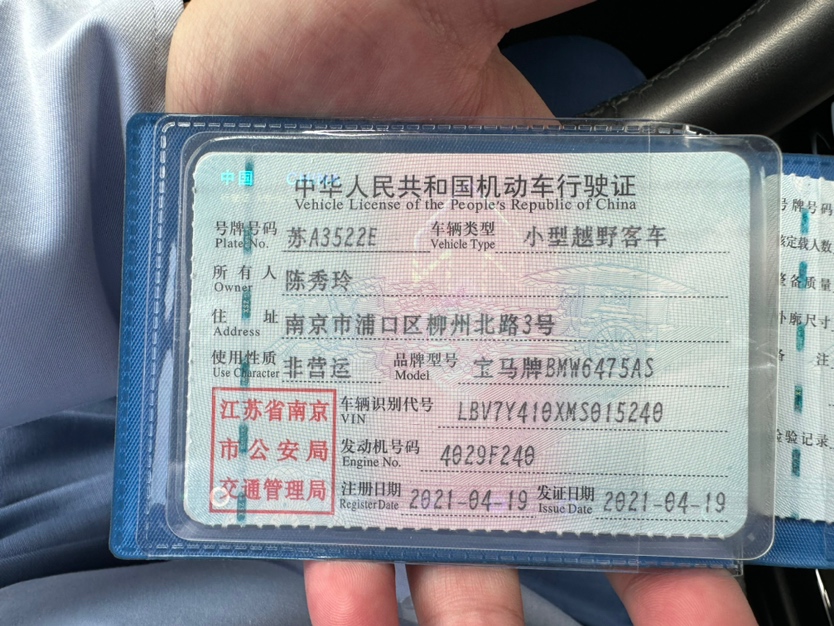 中国
中华人民共和国机动车行驶证
Vehicle License of the People's Republic of China
号牌号码 苏A3522E 车辆类型 小型越野客车
Plate No. Vehicle Type
所有人 陈秀玲
Owner
住址 南京市浦口区柳州北路3号
Address
使用性质 非营运 品牌型号 宝马牌BMW6475AS
Use Character Model
江苏省南京
市公安局
交通管理局
车辆识别代号 LBV7Y410XMS015240
VIN
发动机号码 4029F240
Engine No.
注册日期 2021-04-19 发证日期 2021-04-19
Register Date Issue Date
号牌号码
核定载人数
整备质量
外廓尺寸
备注
检验记录